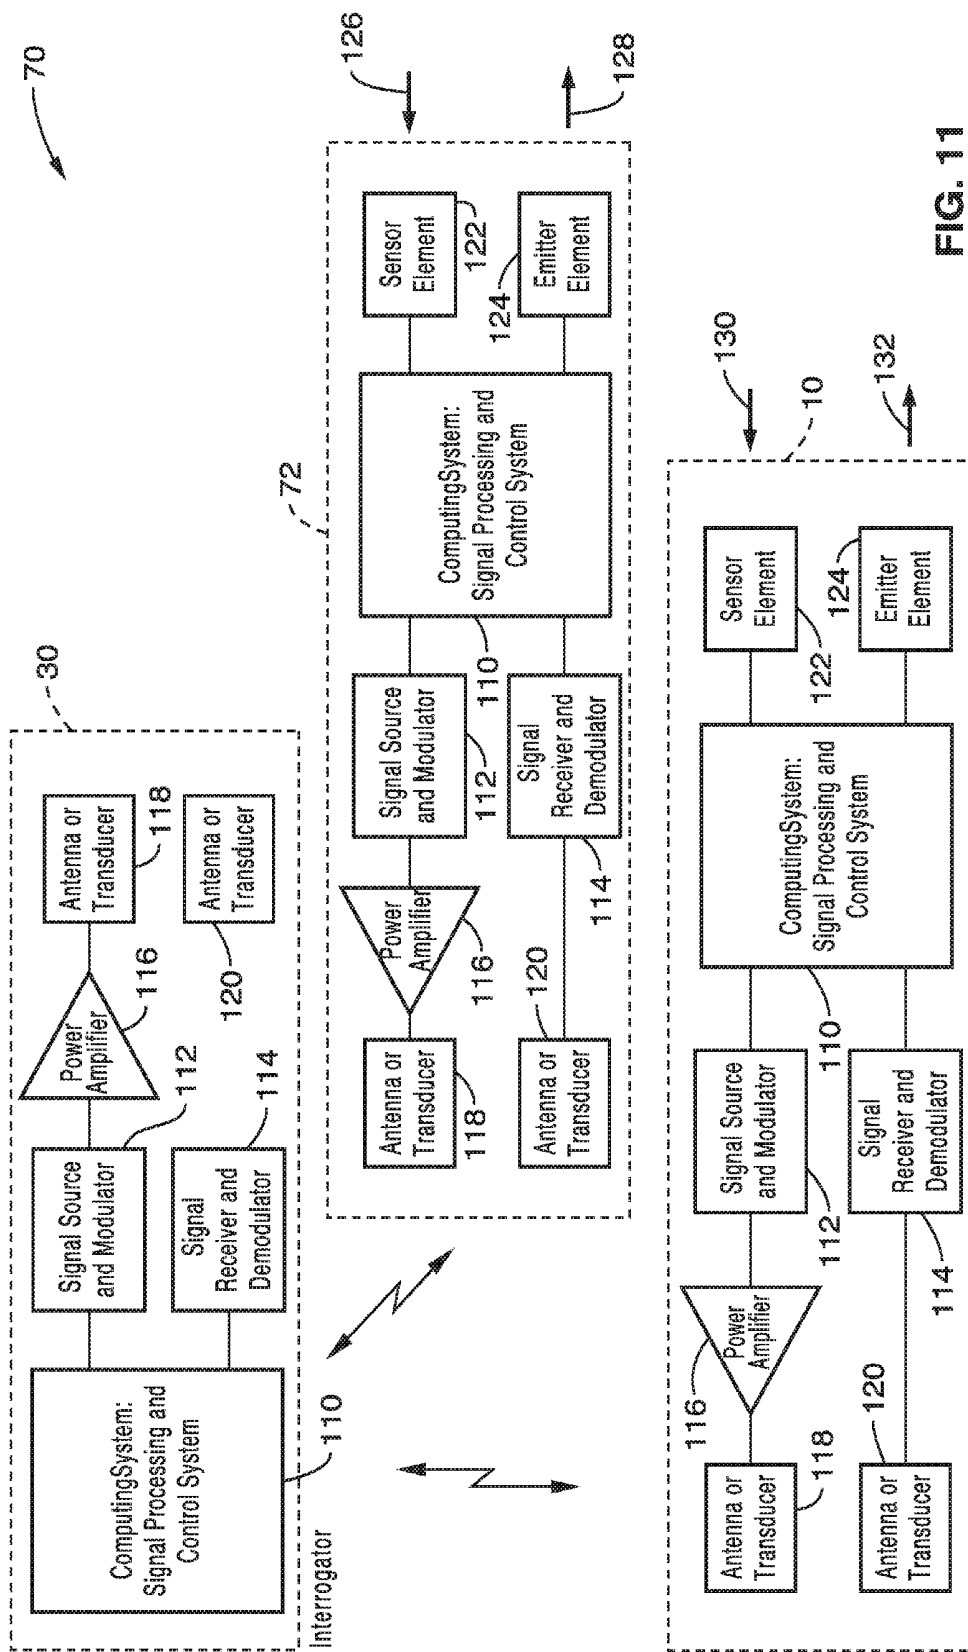 70
30
ComputingSystem:
Signal Processing and
Control System
110
Signal Source
and Modulator
112
Signal
Receiver and
Demodulator
114
Power
Amplifier
116
Antenna or
Transducer
118
Antenna or
Transducer
120
Interrogator
72
Antenna or
Transducer
118
Antenna or
Transducer
120
Power
Amplifier
116
Signal Source
and Modulator
112
Signal
Receiver and
Demodulator
114
ComputingSystem:
Signal Processing and
Control System
110
Sensor
Element
122
Emitter
Element
124
126
128
10
Antenna or
Transducer
118
Antenna or
Transducer
120
Power
Amplifier
116
Signal Source
and Modulator
112
Signal
Receiver and
Demodulator
114
ComputingSystem:
Signal Processing and
Control System
110
Sensor
Element
122
Emitter
Element
124
130
132
FIG. 11